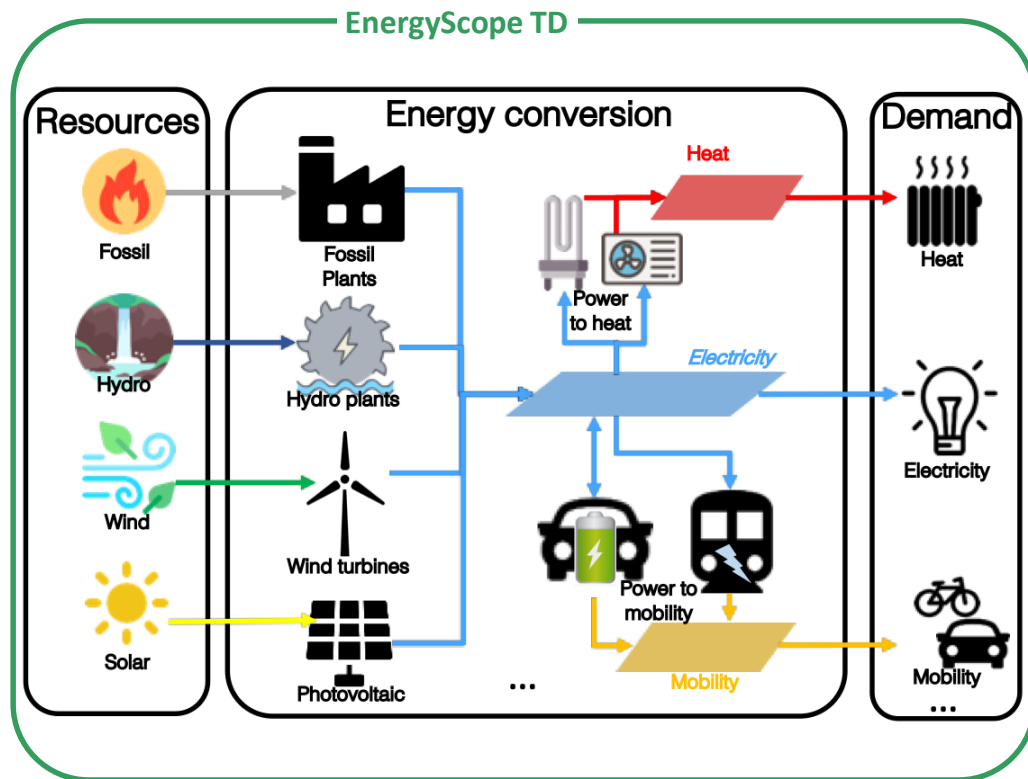 EnergyScope TD
Resources
Energy conversion
Demand
Fossil
Hydro
Wind
Solar
Fossil
Plants
Hydro plants
Wind turbines
Photovoltaic
...
Heat
Power
to heat
Electricity
Power to
mobility
Mobility
Heat
Electricity
Mobility
...